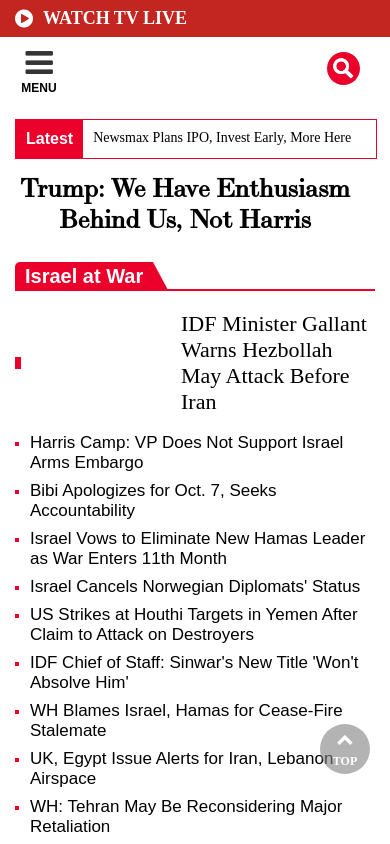 WATCH TV LIVE
MENU
Latest
Newsmax Plans IPO, Invest Early, More Here
Trump: We Have Enthusiasm
Behind Us, Not Harris
Israel at War
IDF Minister Gallant
Warns Hezbollah
May Attack Before
Iran
Harris Camp: VP Does Not Support Israel
Arms Embargo
Bibi Apologizes for Oct. 7, Seeks
Accountability
Israel Vows to Eliminate New Hamas Leader
as War Enters 11th Month
Israel Cancels Norwegian Diplomats' Status
US Strikes at Houthi Targets in Yemen After
Claim to Attack on Destroyers
IDF Chief of Staff: Sinwar's New Title 'Won't
Absolve Him'
WH Blames Israel, Hamas for Cease-Fire
Stalemate
UK, Egypt Issue Alerts for Iran, Lebanon
Airspace
TOP
WH: Tehran May Be Reconsidering Major
Retaliation